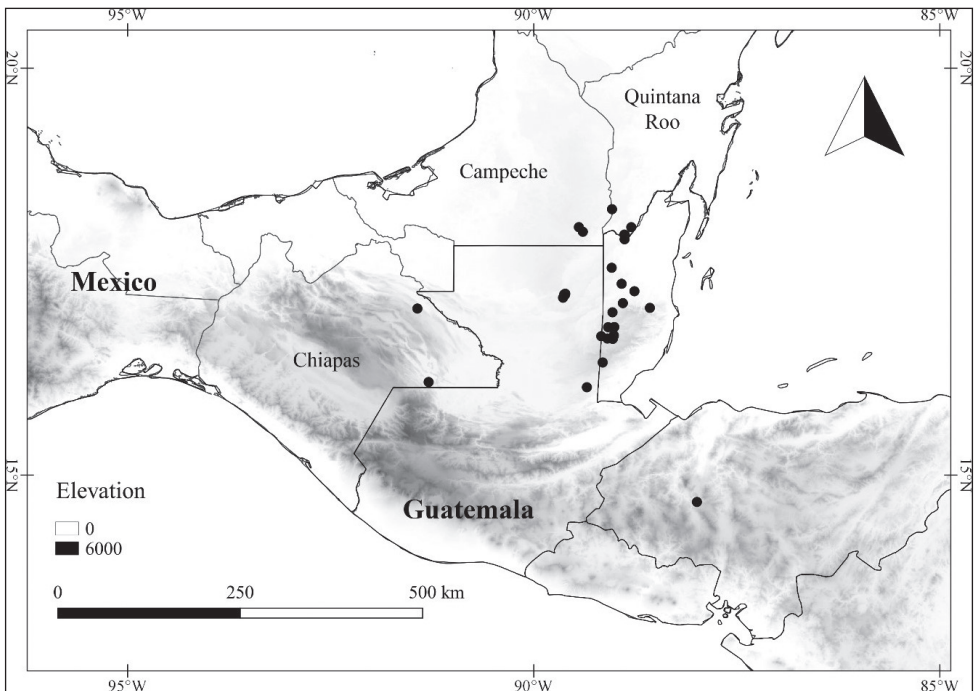 95°W 90°W 85°W
20°N 20°N
Quintana
Roo
Campeche
Mexico
Chiapas
15°N 15°N
Elevation
Guatemala
0
6000
0 250 500 km
95°W 90°W 85°W